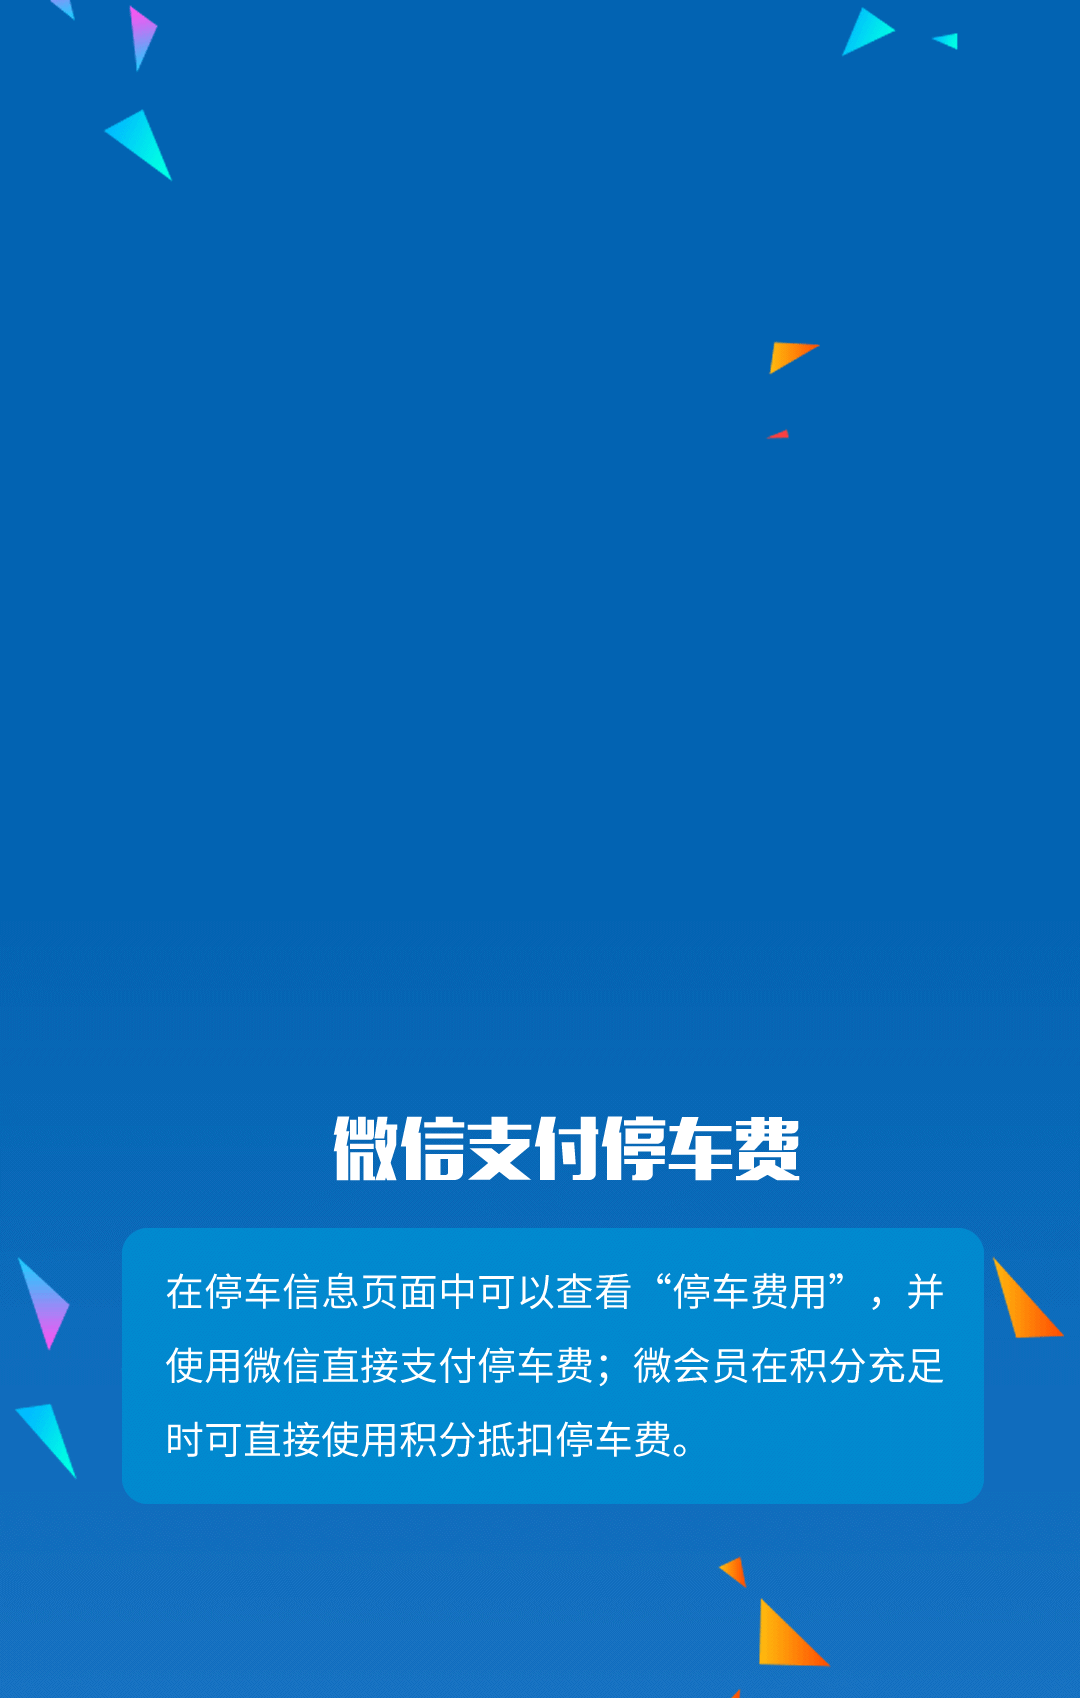 微信支付停车费
在停车信息页面中可以查看“停车费用”，并
使用微信直接支付停车费；微会员在积分充足
时可直接使用积分抵扣停车费。